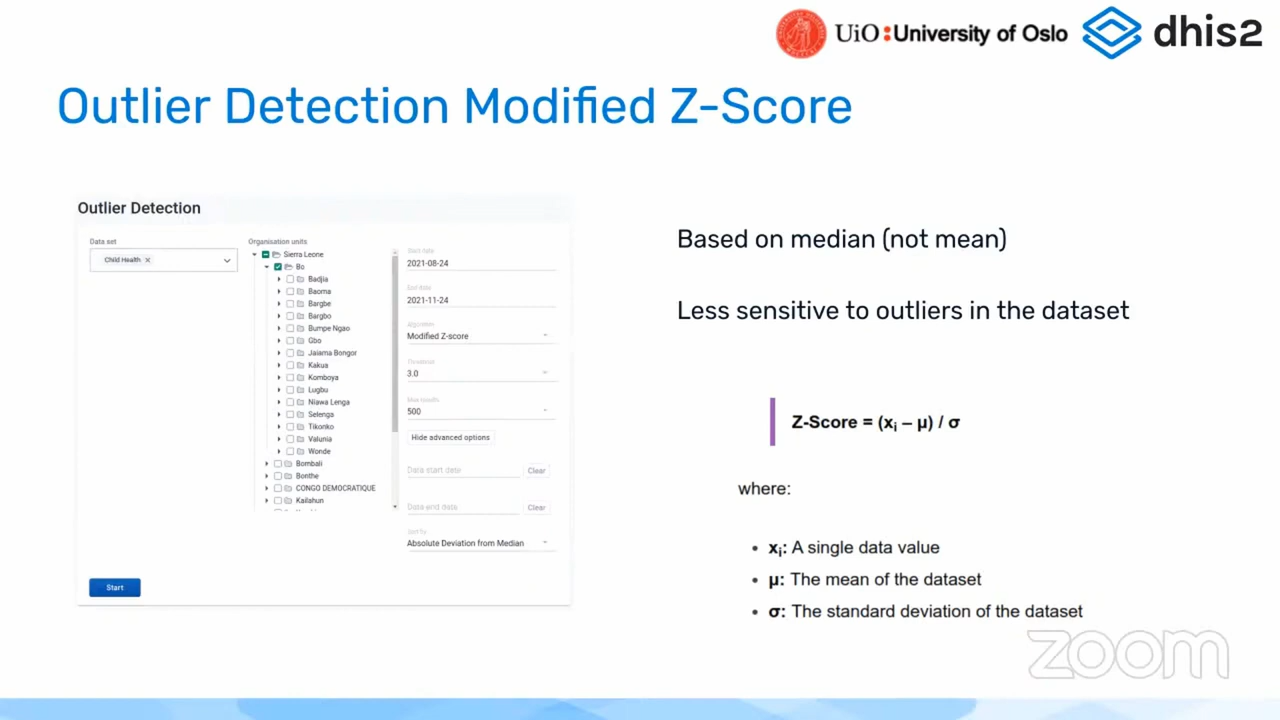 UiO : University of Oslo
dhis2
Outlier Detection Modified Z-Score
Outlier Detection
Data set
Child Health ×
Organisation units
Sierra Leone
Bo
Badjia
Baoma
Bargbe
Bargbo
Bumpe Ngao
Gbo
Jaiama Bongor
Kakua
Komboya
Lugbu
Niawa Lenga
Selenga
Tikonko
Valunia
Wonde
Bombali
Bonthe
CONGO DEMOCRATIQUE
Kailahun
Start date
2021-08-24
End date
2021-11-24
Algorithm
Modified Z-score
Threshold
3.0
Max results
500
Hide advanced options
Data start date
Clear
Data end date
Clear
Sort by
Absolute Deviation from Median
Start
Based on median (not mean)
Less sensitive to outliers in the dataset
Z-Score = (xᵢ – μ) / σ
where:
• xᵢ: A single data value
• μ: The mean of the dataset
• σ: The standard deviation of the dataset
zoom